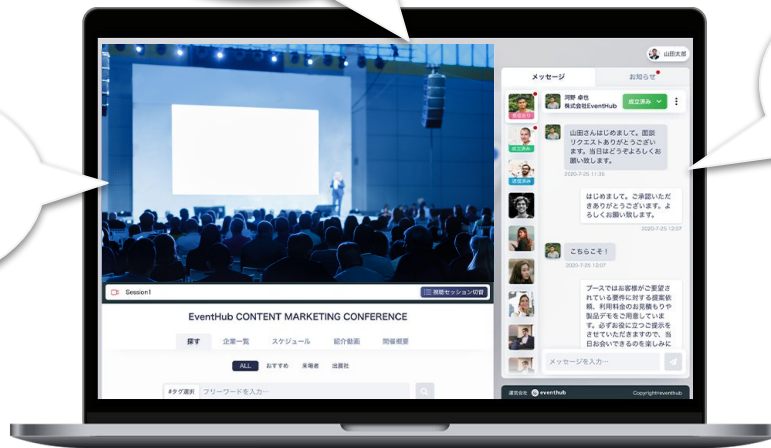 山田太郎
メッセージ
お知らせ
河野 卓也
株式会社EventHub
成立済み
山田さんはじめまして。面談
リクエストありがとうござい
ます。当日はどうぞよろしくお
願い致します。
2020-7-25 11:35
はじめまして。ご承認いただ
きありがとうございます。よ
ろしくお願い致します。
2020-7-25 12:07
こちらこそ！
2020-7-25 12:07
ブースではお客様がご要望さ
れている要件に対する提案依
頼、利用料金のお見積もりや
製品デモをご用意していま
す。必ずお役に立つご提示を
させていただきますので、当
日お会いできるのを楽しみに
メッセージを入力…
運営会社 eventhub
Copyright©eventhub
Session1
視聴セッション切替
EventHub CONTENT MARKETING CONFERENCE
探す
企業一覧
スケジュール
紹介動画
開催概要
ALL
おすすめ
来場者
出展社
#タグ選択
フリーワードを入力…